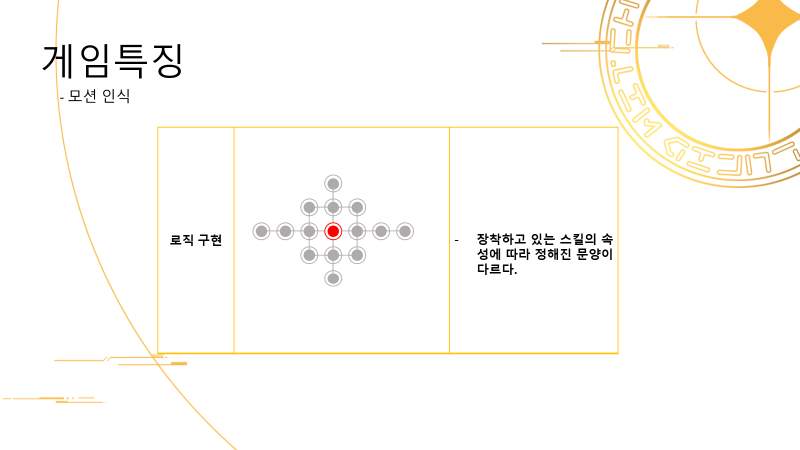 게임특징
- 모션 인식
로직 구현
- 장착하고 있는 스킬의 속
성에 따라 정해진 문양이
다르다.